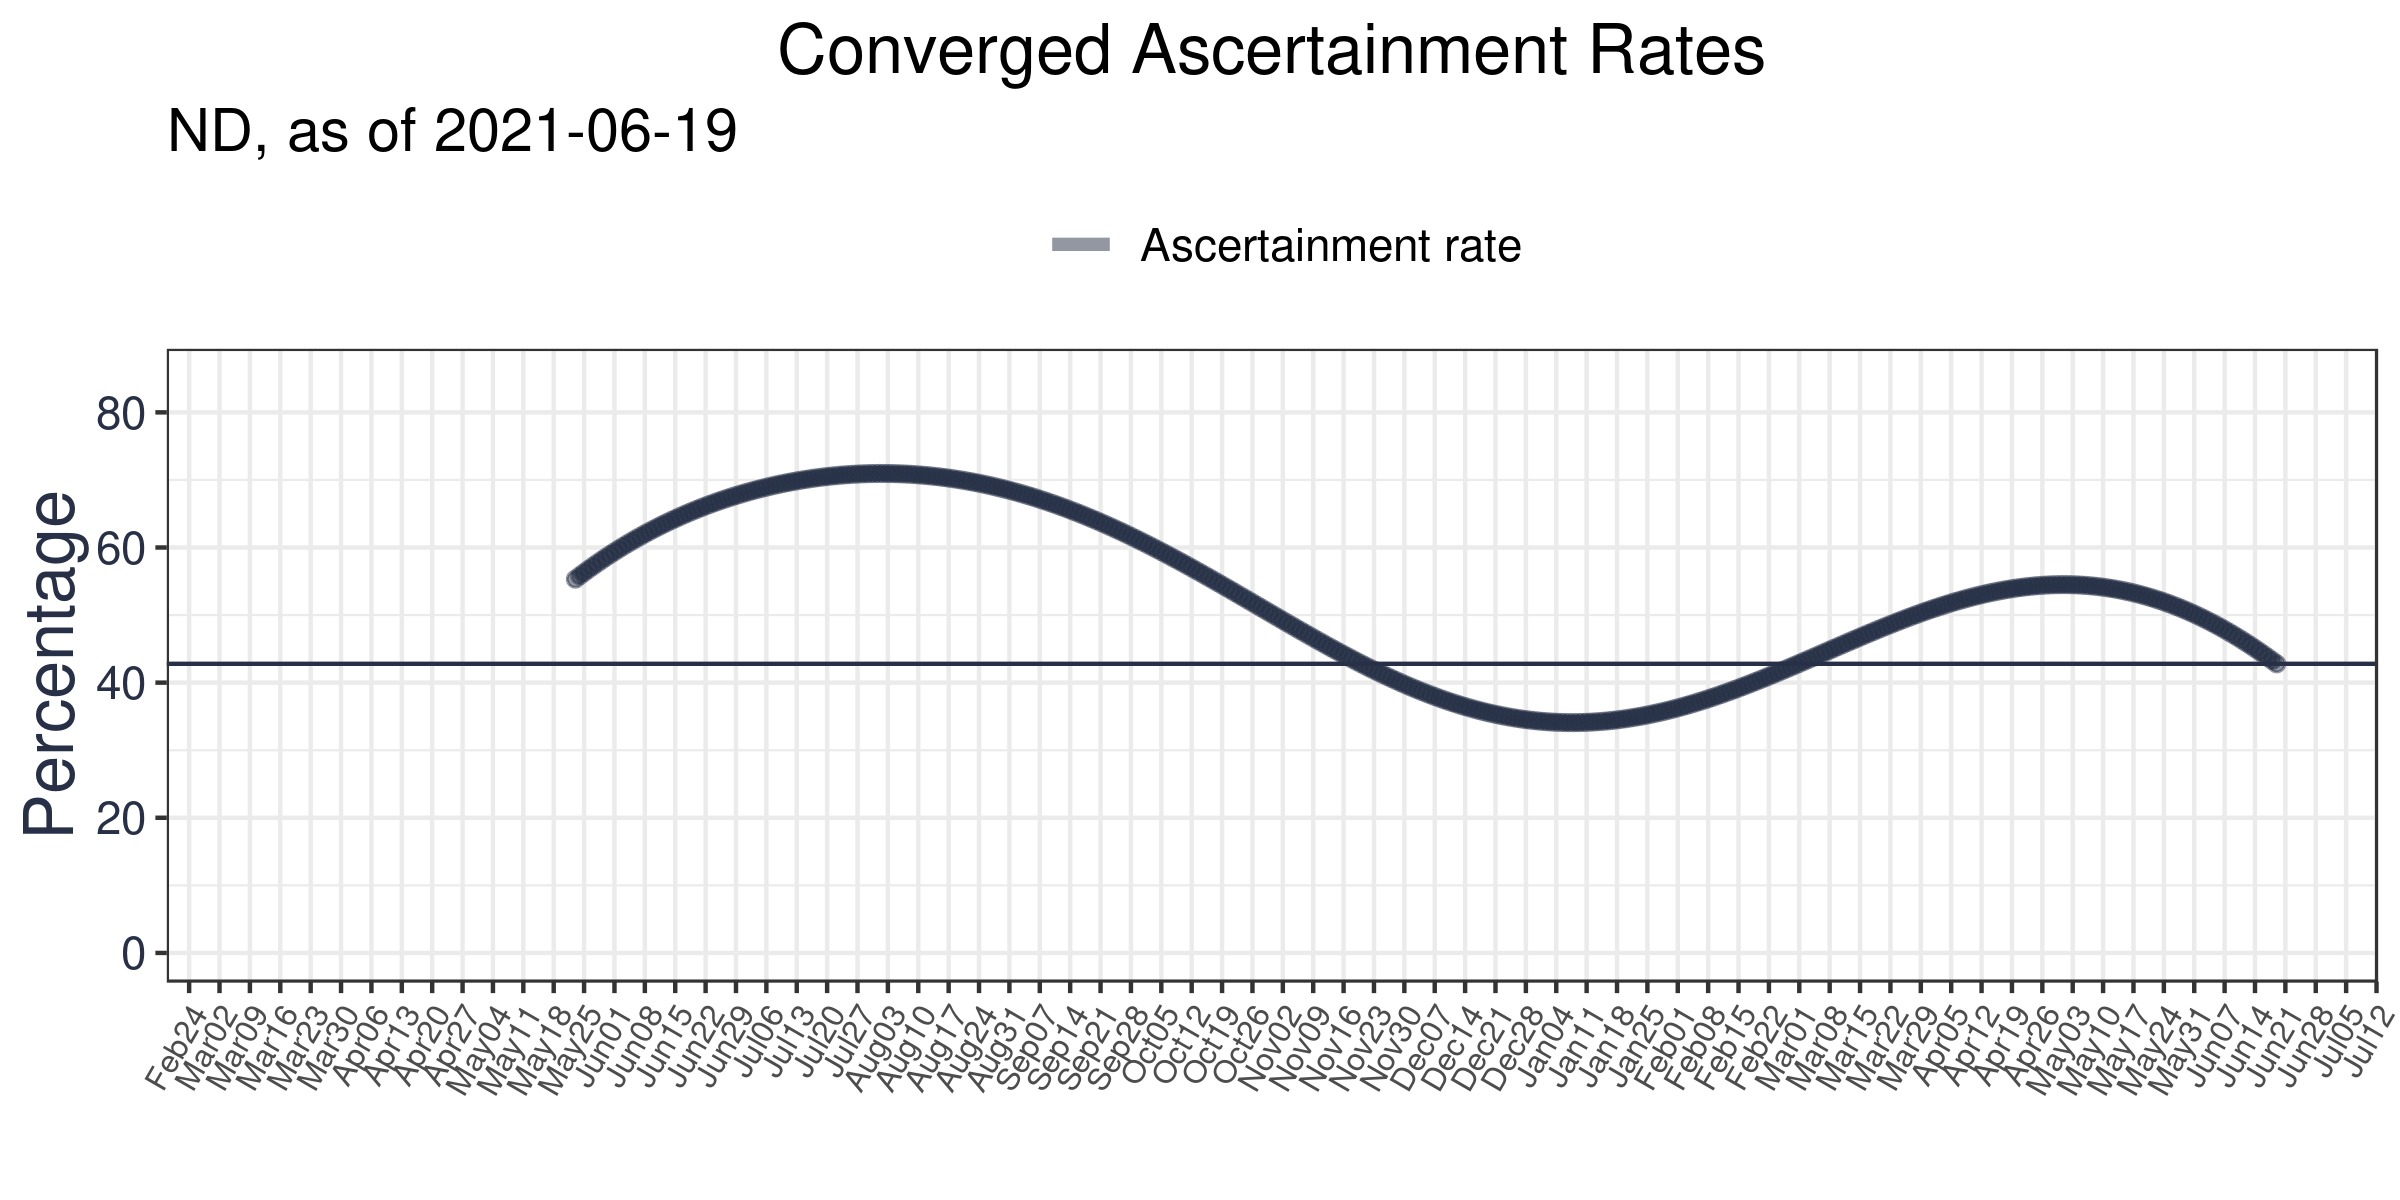 Converged Ascertainment Rates
ND, as of 2021-06-19
Ascertainment rate
Percentage
80
60
40
20
0
Feb24
Mar02
Mar09
Mar16
Mar23
Mar30
Apr06
Apr13
Apr20
Apr27
May04
May11
May18
May25
Jun01
Jun08
Jun15
Jun22
Jun29
Jul06
Jul13
Jul20
Jul27
Aug03
Aug10
Aug17
Aug24
Aug31
Sep07
Sep14
Sep21
Sep28
Oct05
Oct12
Oct19
Oct26
Nov02
Nov09
Nov16
Nov23
Nov30
Dec07
Dec14
Dec21
Dec28
Jan04
Jan11
Jan18
Jan25
Feb01
Feb08
Feb15
Feb22
Mar01
Mar08
Mar15
Mar22
Mar29
Apr05
Apr12
Apr19
Apr26
May03
May10
May17
May24
May31
Jun07
Jun14
Jun21
Jun28
Jul05
Jul12